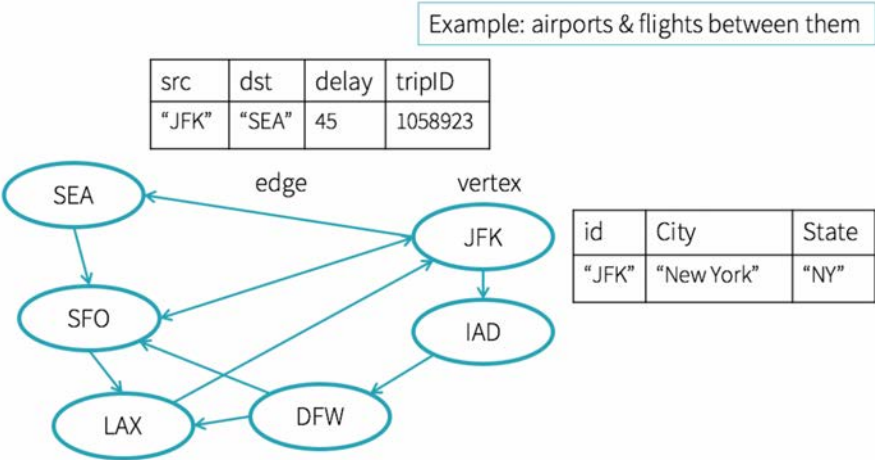 Example: airports & flights between them
src dst delay tripID
“JFK” “SEA” 45 1058923
edge
vertex
SEA
JFK
id City State
“JFK” “New York” “NY”
SFO
IAD
LAX
DFW